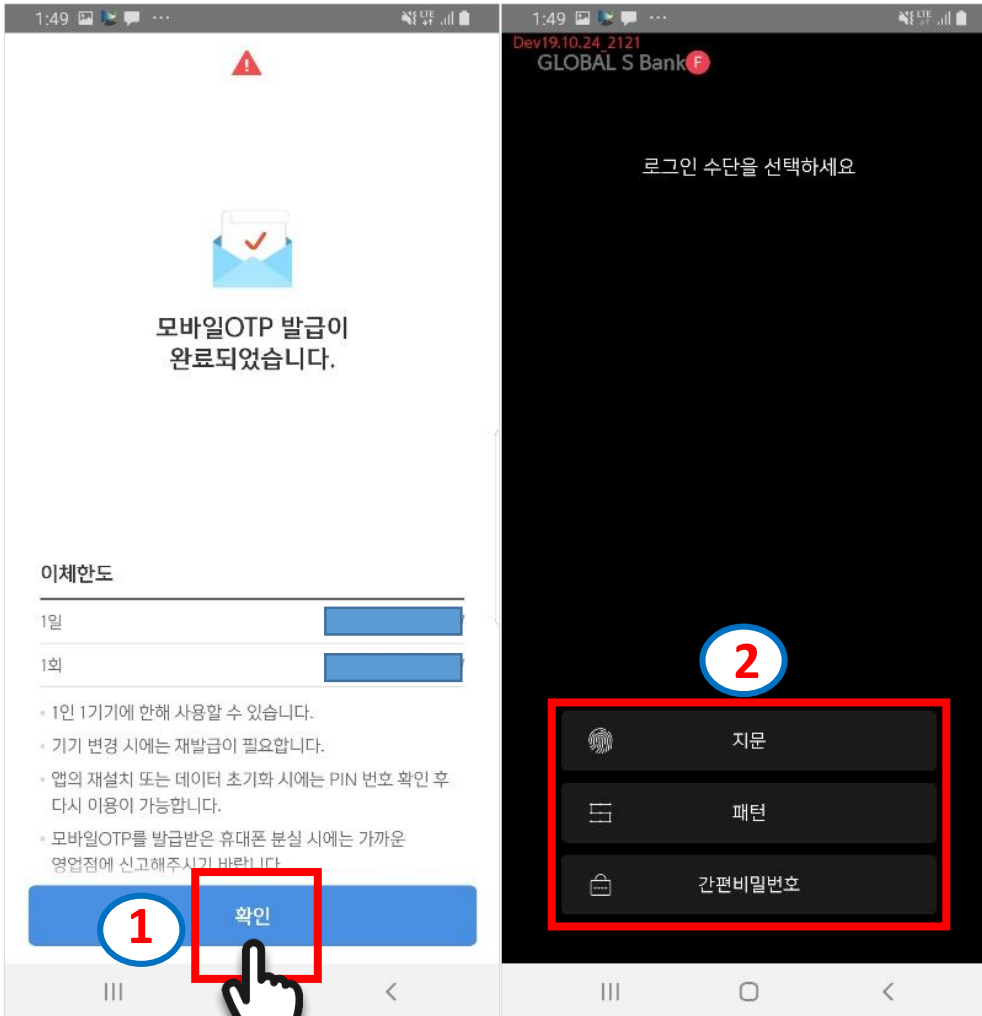 1:49
모바일OTP 발급이
완료되었습니다.
이체한도
1일
1회
1인 1기기에 한해 사용할 수 있습니다.
기기 변경 시에는 재발급이 필요합니다.
앱의 재설치 또는 데이터 초기화 시에는 PIN 번호 확인 후
다시 이용이 가능합니다.
모바일OTP를 발급받은 휴대폰 분실 시에는 가까운
영업점에 신고해주시기 바랍니다
1
확인
1:49
Dev19.10.24_2121
GLOBAL S Bank F
로그인 수단을 선택하세요
2
지문
패턴
간편비밀번호